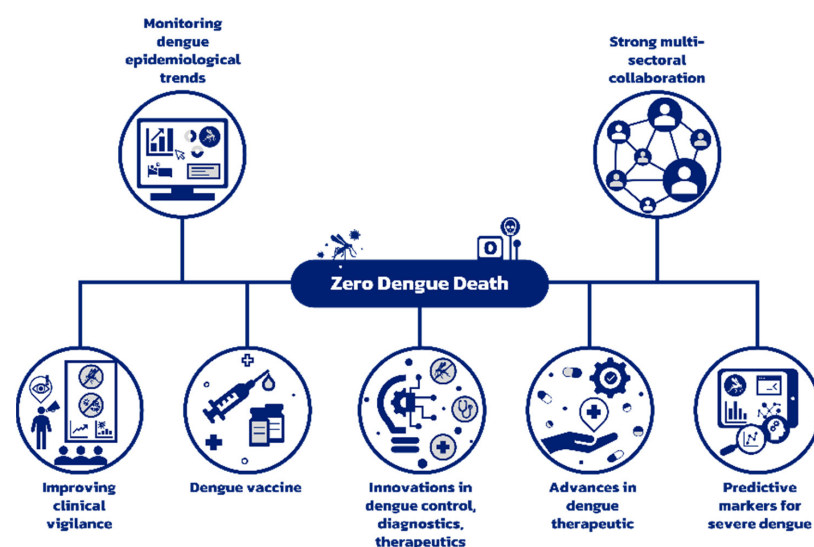 Monitoring
dengue
epidemiological
trends
Strong multi-
sectoral
collaboration
Zero Dengue Death
Improving
clinical
vigilance
Dengue vaccine
Innovations in
dengue control,
diagnostics,
therapeutics
Advances in
dengue
therapeutic
Predictive
markers for
severe dengue